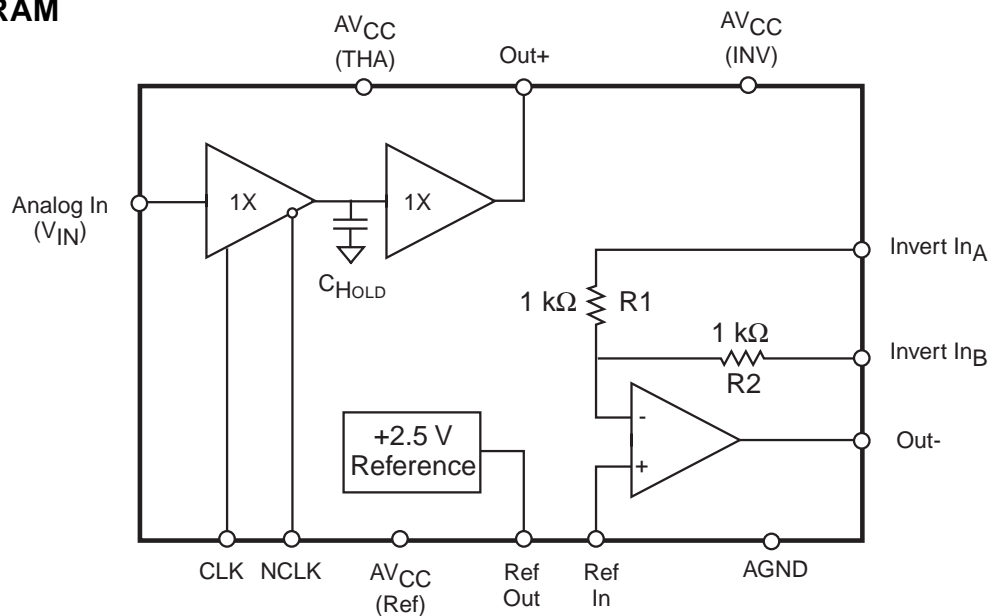 RAM
AVCC
(THA)
Out+
AVCC
(INV)
Analog In
(VIN)
1X
1X
CHOLD
Invert InA
1 kΩ
R1
1 kΩ
Invert InB
R2
-
+2.5 V
Reference
+
Out-
CLK
NCLK
AVCC
(Ref)
Ref
Out
Ref
In
AGND